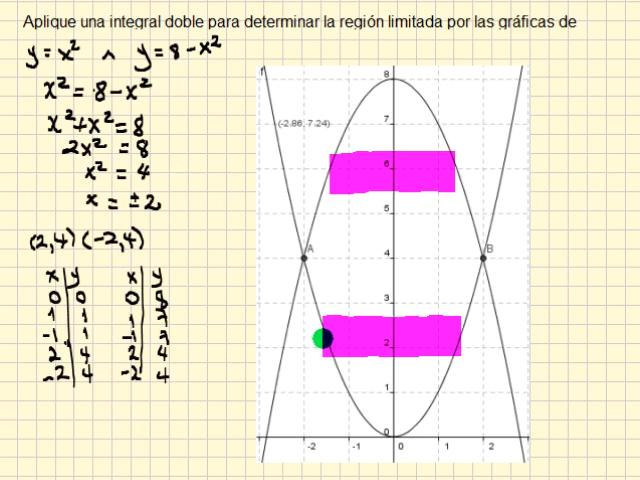 Aplique una integral doble para determinar la región limitada por las gráficas de
y = x² ∧ y = 8 - x²
x² = 8 - x²
x² + x² = 8
2x² = 8
x² = 4
x = ±2
(2,4) (-2,4)
x | y x | y
0 | 0 0 | 8
1 | 1 1 | 7
-1 | 1 -1 | 7
2 | 4 2 | 4
-2 | 4 -2 | 4
f
8
(-2.86, 7.24)
7
6
5
A 4 B
3
2
1
0
-2 -1 0 1 2